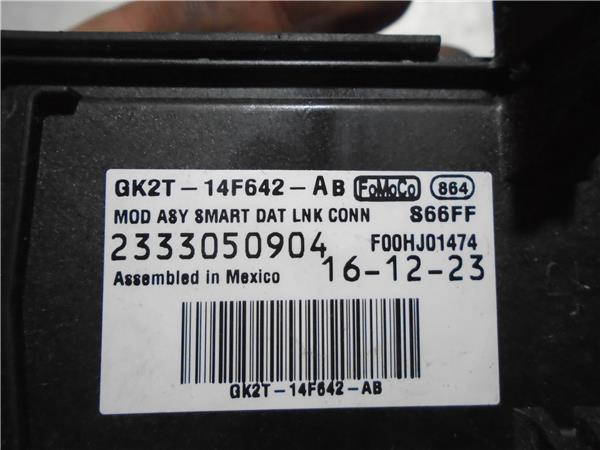 GK2T-14F642-AB FoMoCo 864
MOD ASY SMART DAT LNK CONN S66FF
2333050904 F00HJ01474
Assembled in Mexico 16-12-23
GK2T-14F642-AB